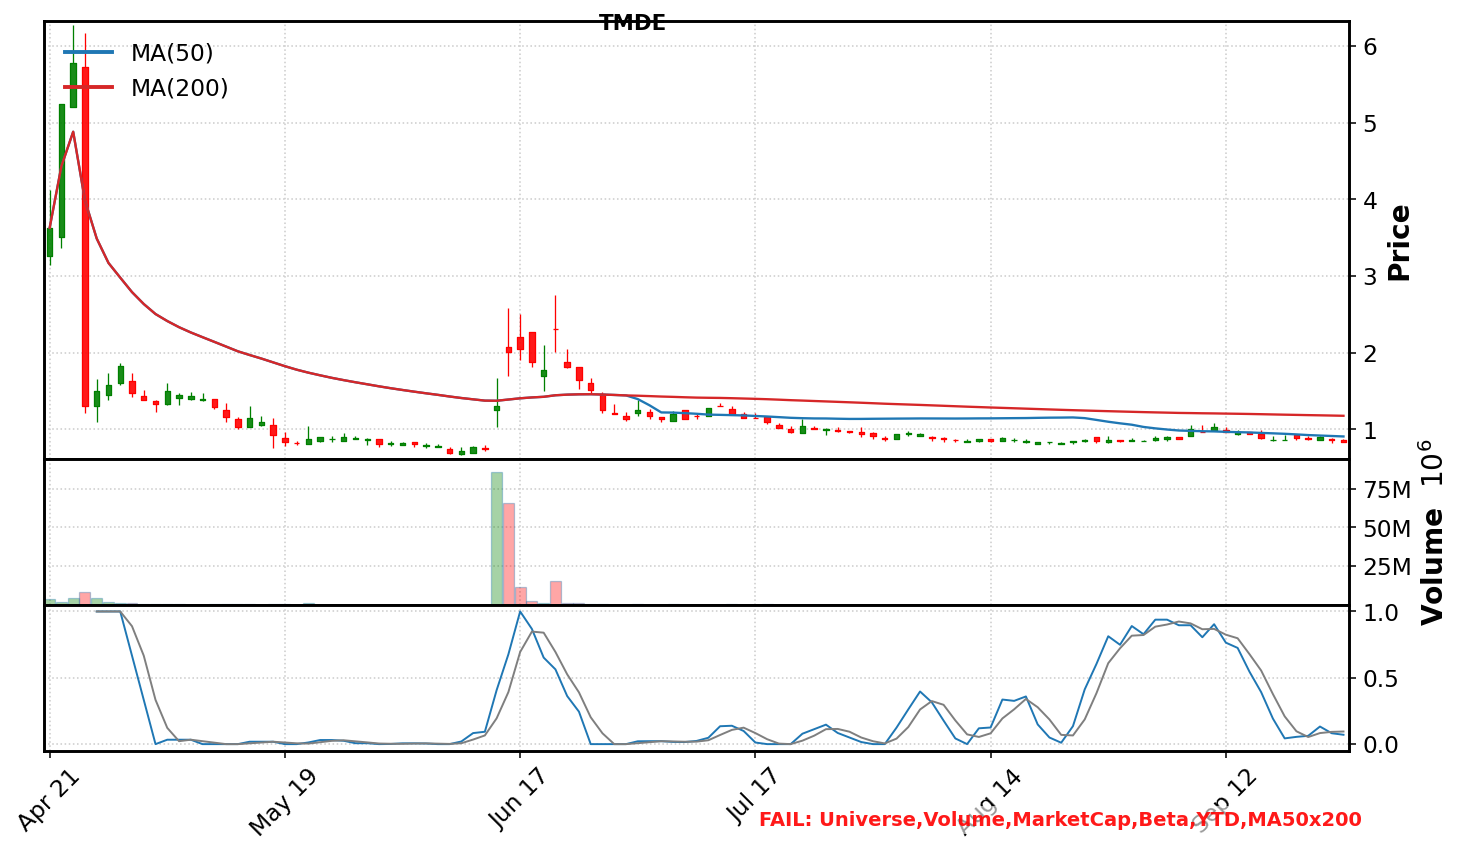 TMDE
MA(50)
MA(200)
6
5
4
3
2
1
Price
75M
50M
25M
Volume 10^6
1.0
0.5
0.0
Apr 21
May 19
Jun 17
Jul 17
Aug 14
Sep 12
FAIL: Universe,Volume,MarketCap,Beta,YTD,MA50x200